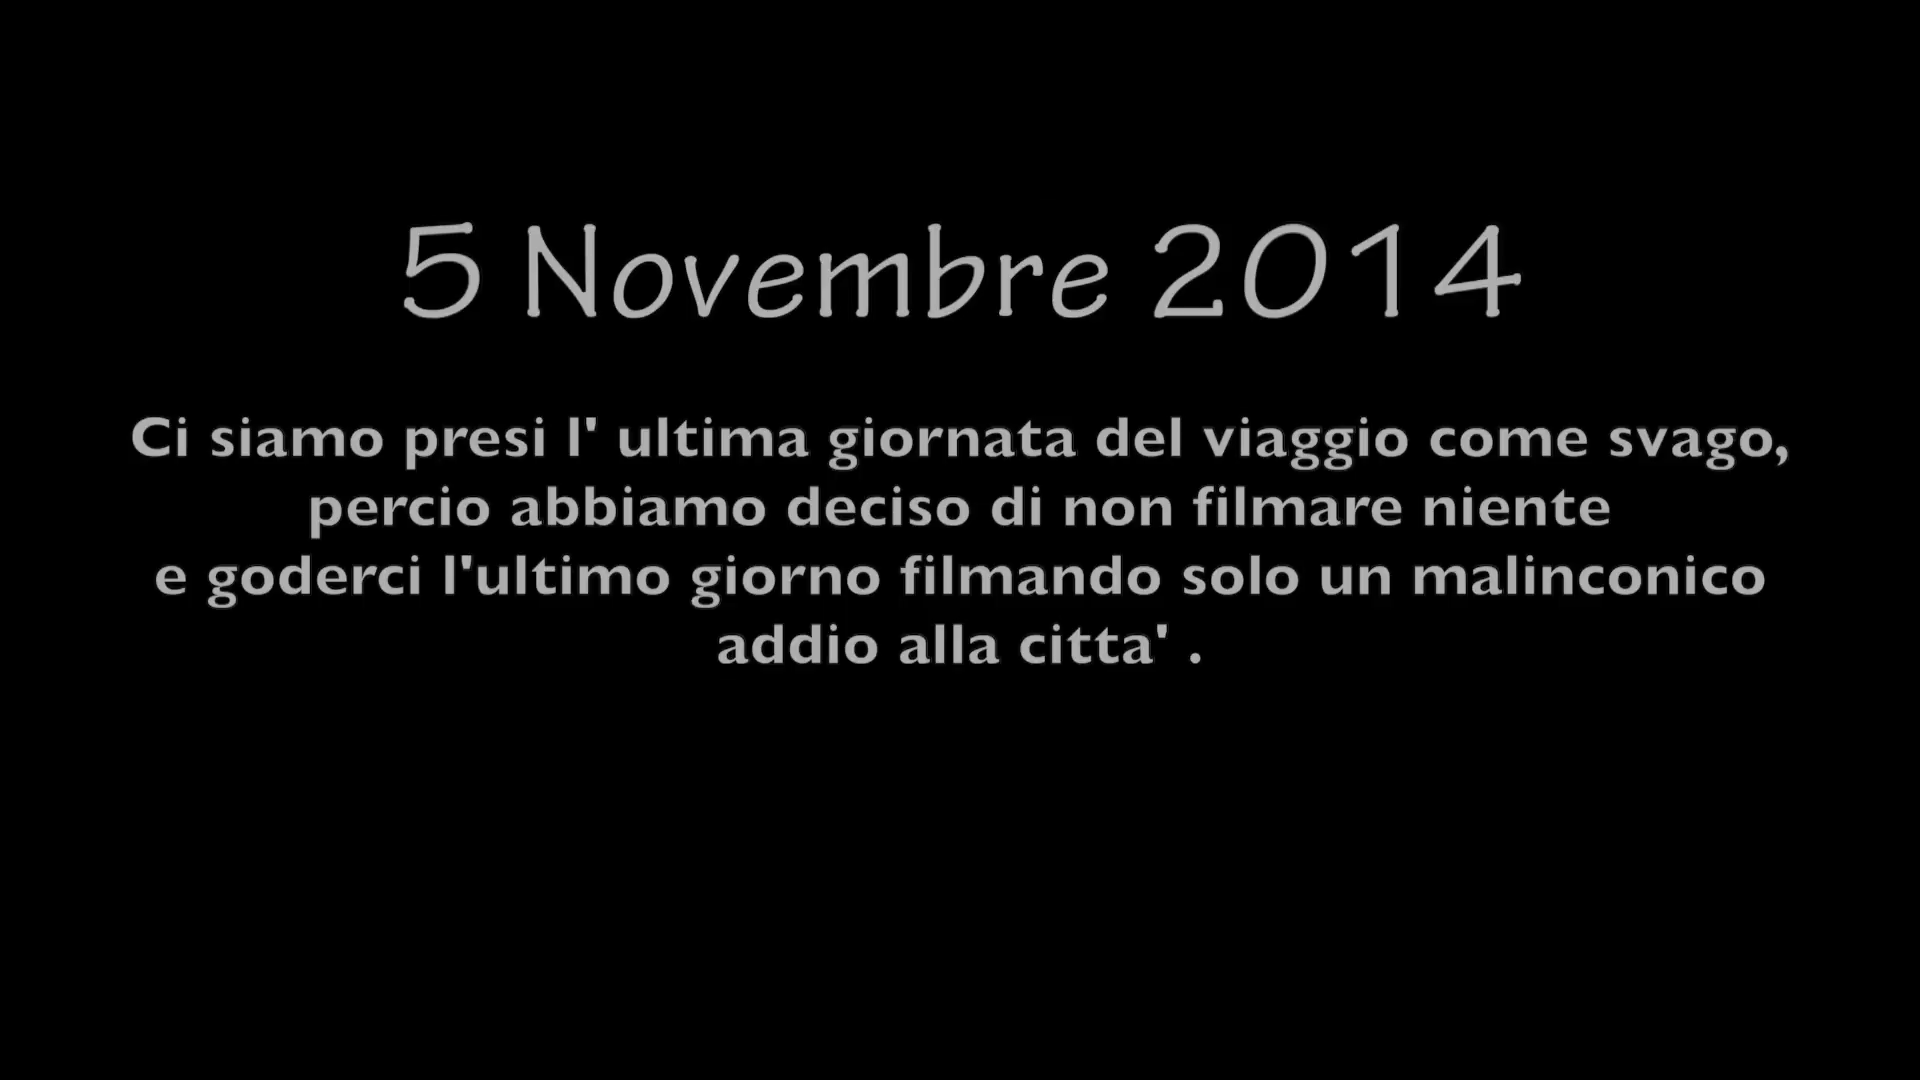 5 Novembre 2014
Ci siamo presi l' ultima giornata del viaggio come svago,
percio abbiamo deciso di non filmare niente
e goderci l'ultimo giorno filmando solo un malinconico
addio alla citta' .